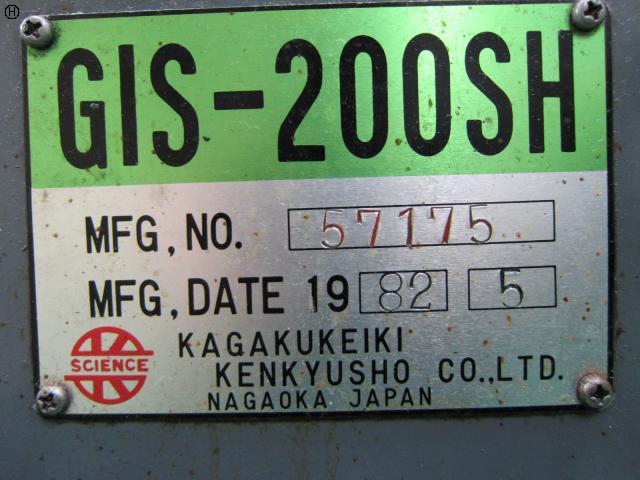 GIS-200SH
MFG, NO. 57175
MFG, DATE 19 82 5
SCIENCE
KAGAKUKEIKI
KENKYUSHO CO.,LTD.
NAGAOKA JAPAN
H